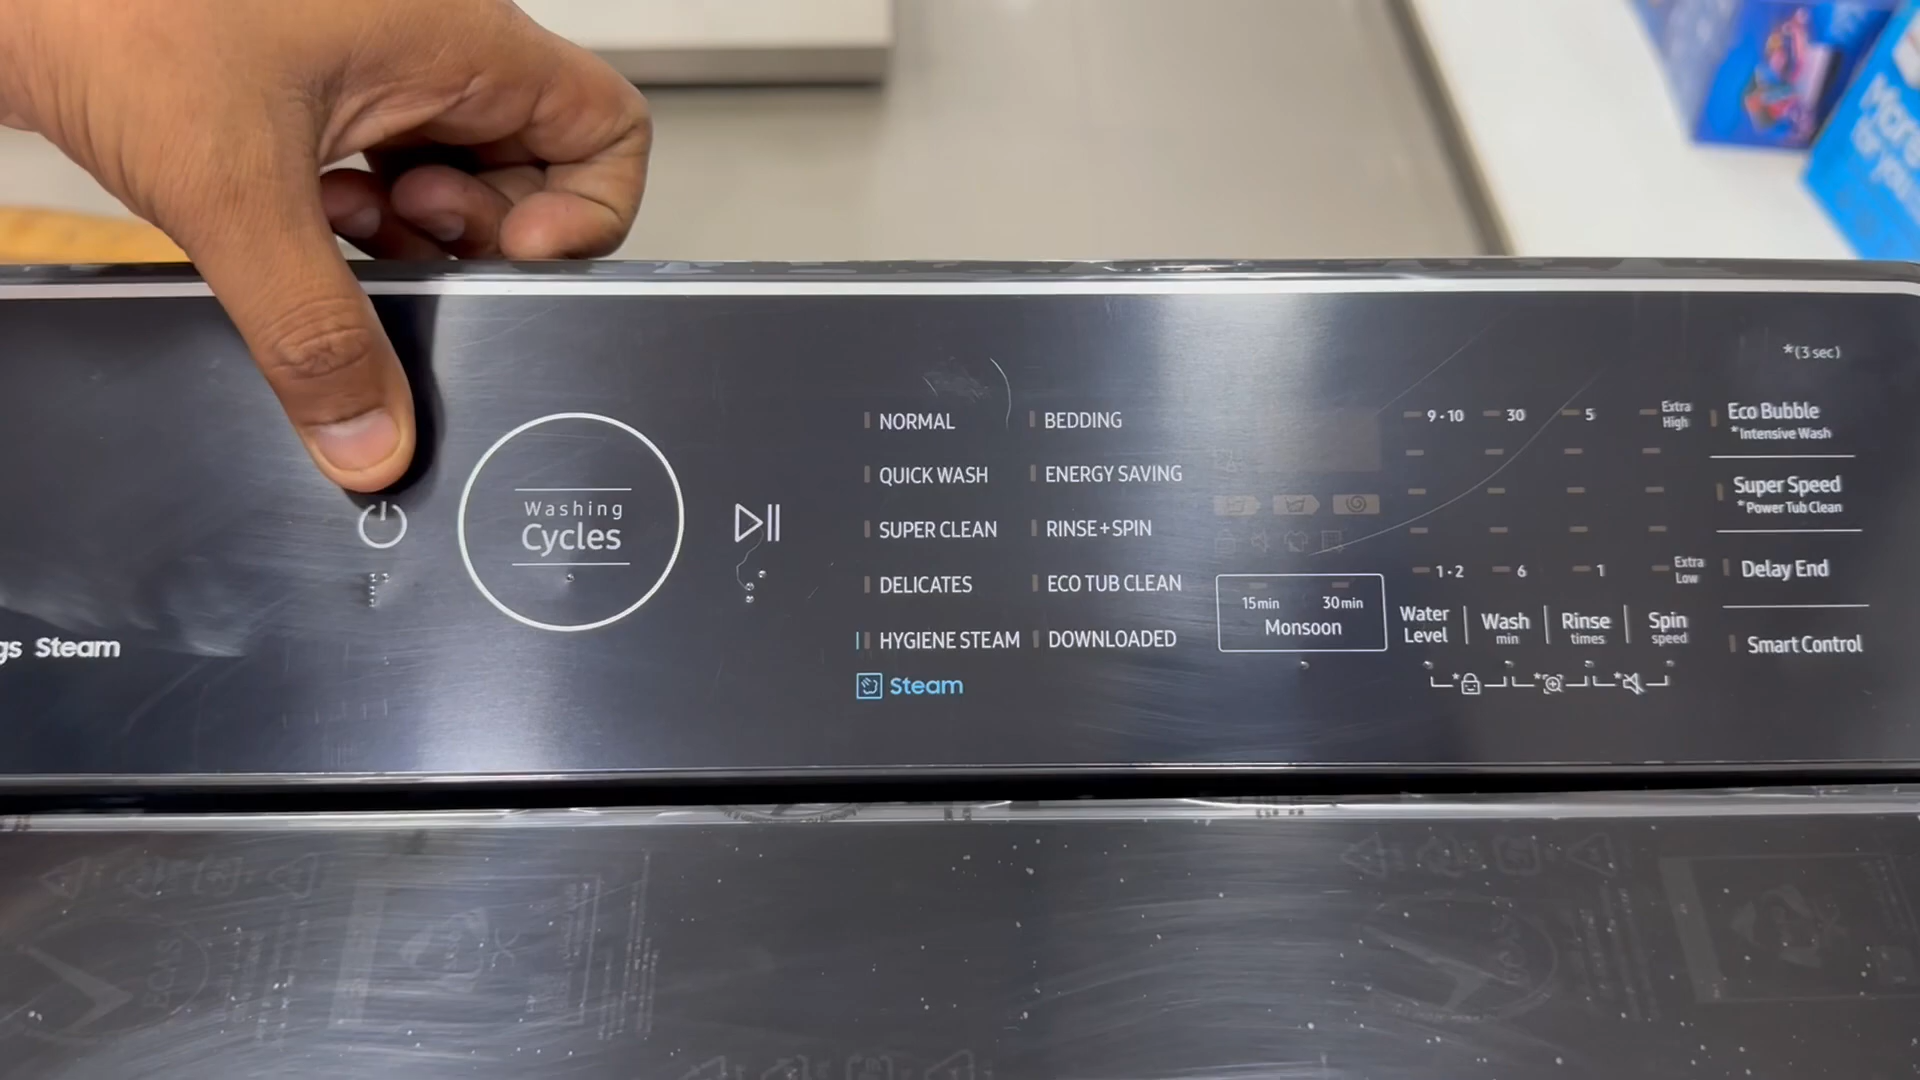 gs Steam
Washing
Cycles
NORMAL
QUICK WASH
SUPER CLEAN
DELICATES
HYGIENE STEAM
Steam
BEDDING
ENERGY SAVING
RINSE+SPIN
ECO TUB CLEAN
DOWNLOADED
15min 30min
Monsoon
9·10 30 5 Extra High
1·2 6 1 Extra Low
Water Level
Wash min
Rinse times
Spin speed
*(3 sec)
Eco Bubble
*Intensive Wash
Super Speed
*Power Tub Clean
Delay End
Smart Control
More
for you